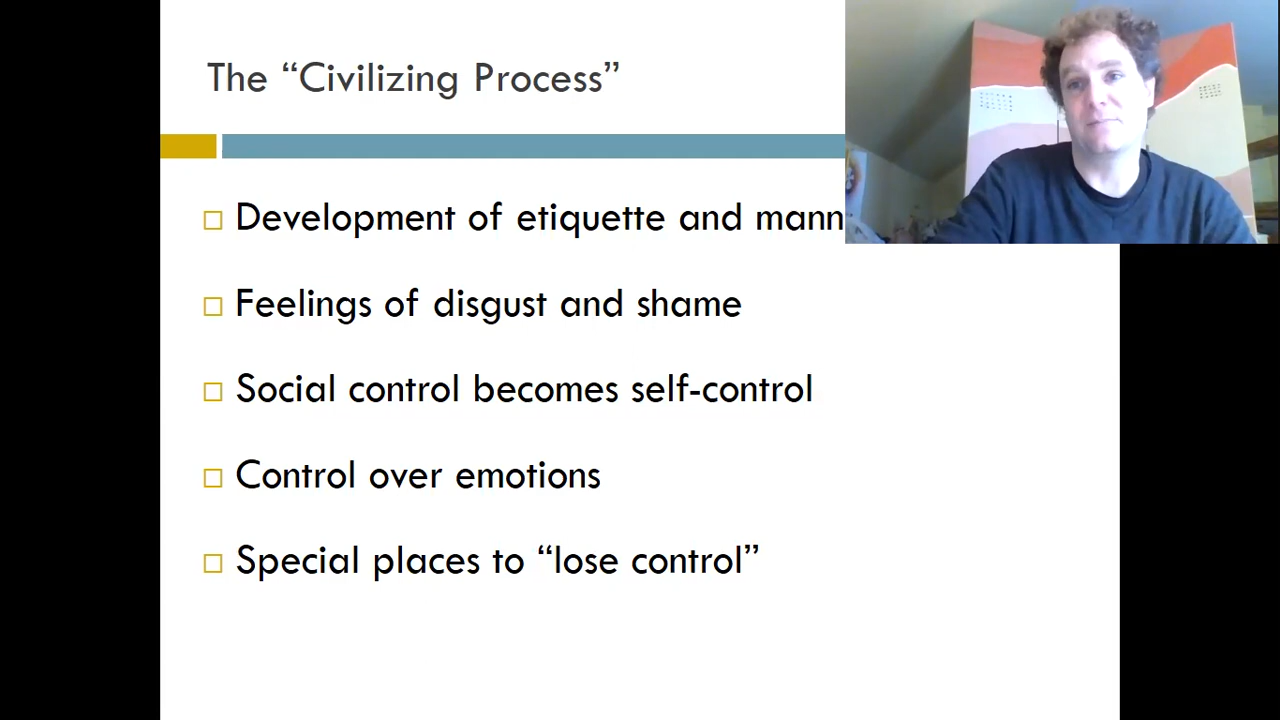 The “Civilizing Process”
Development of etiquette and mann
Feelings of disgust and shame
Social control becomes self-control
Control over emotions
Special places to “lose control”